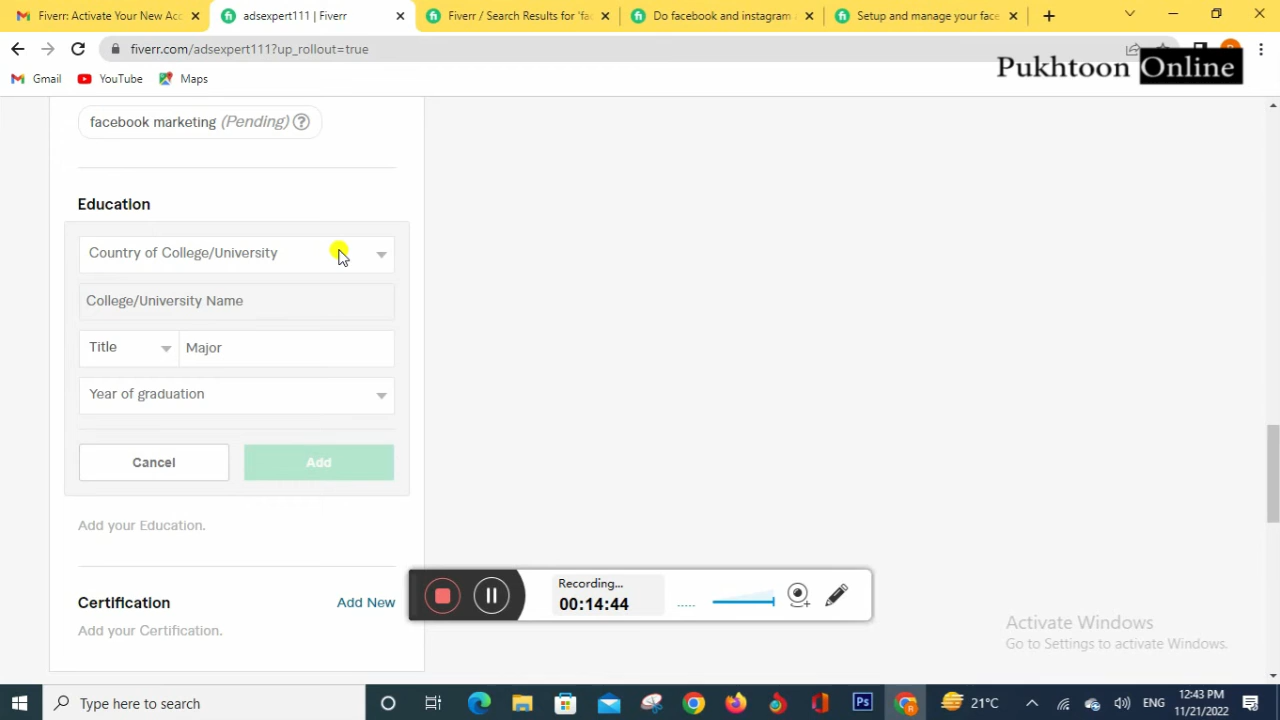 Fiverr: Activate Your New Acc
adsexpert111 | Fiverr
Fiverr / Search Results for 'fac
Do facebook and instagram
Setup and manage your face
fiverr.com/adsexpert111?up_rollout=true
Gmail
YouTube
Maps
Pukhtoon Online
facebook marketing (Pending) ?
Education
Country of College/University
College/University Name
Title
Major
Year of graduation
Cancel
Add
Add your Education.
Certification
Add New
Add your Certification.
Recording...
00:14:44
Activate Windows
Go to Settings to activate Windows.
Type here to search
Ps
R
21°C
ENG
12:43 PM
11/21/2022